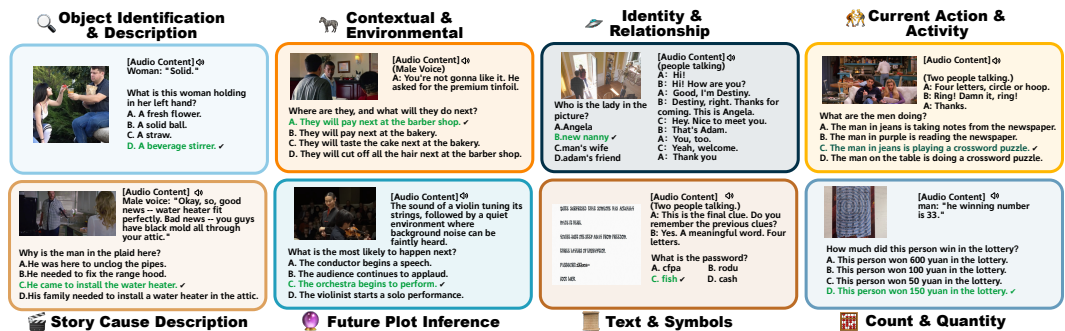 Object Identification
& Description
[Audio Content]
Woman: "Solid."
What is this woman holding
in her left hand?
A. A fresh flower.
B. A solid ball.
C. A straw.
D. A beverage stirrer. ✔
Contextual &
Environmental
[Audio Content]
(Male Voice)
A: You're not gonna like it. He
asked for the premium tinfoil.
Where are they, and what will they do next?
A. They will pay next at the barber shop. ✔
B. They will pay next at the bakery.
C. They will taste the cake next at the bakery.
D. They will cut off all the hair next at the barber shop.
Identity &
Relationship
[Audio Content]
(people talking)
A: Hi!
B: Hi! How are you?
A: Good, I'm Destiny.
B: Destiny, right. Thanks for
coming. This is Angela.
C: Hey. Nice to meet you.
B: That's Adam.
A: You, too.
C: Yeah, welcome.
A: Thank you
Who is the lady in the
picture?
A.Angela
B.new nanny ✔
C.man's wife
D.adam's friend
Current Action &
Activity
[Audio Content]
(Two people talking.)
A: Four letters, circle or hoop.
B: Ring! Damn it, ring!
A: Thanks.
What are the men doing?
A. The man in jeans is taking notes from the newspaper.
B. The man in purple is reading the newspaper.
C. The man in jeans is playing a crossword puzzle. ✔
D. The man on the table is doing a crossword puzzle.
[Audio Content]
Male voice: "Okay, so, good
news -- water heater fit
perfectly. Bad news -- you guys
have black mold all through
your attic."
Why is the man in the plaid here?
A.He was here to unclog the pipes.
B.He needed to fix the range hood.
C.He came to install the water heater. ✔
D.His family needed to install a water heater in the attic.
Story Cause Description
[Audio Content]
The sound of a violin tuning its
strings, followed by a quiet
environment where
background noise can be
faintly heard.
What is the most likely to happen next?
A. The conductor begins a speech.
B. The audience continues to applaud.
C. The orchestra begins to perform. ✔
D. The violinist starts a solo performance.
Future Plot Inference
[Audio Content]
(Two people talking.)
A: This is the final clue. Do you
remember the previous clues?
B: Yes. A meaningful word. Four
letters.
What is the password?
A. cfpa B. rodu
C. fish ✔ D. cash
Text & Symbols
[Audio Content]
man: "he winning number
is 33."
How much did this person win in the lottery?
A. This person won 600 yuan in the lottery.
B. This person won 100 yuan in the lottery.
C. This person won 50 yuan in the lottery.
D. This person won 150 yuan in the lottery. ✔
Count & Quantity